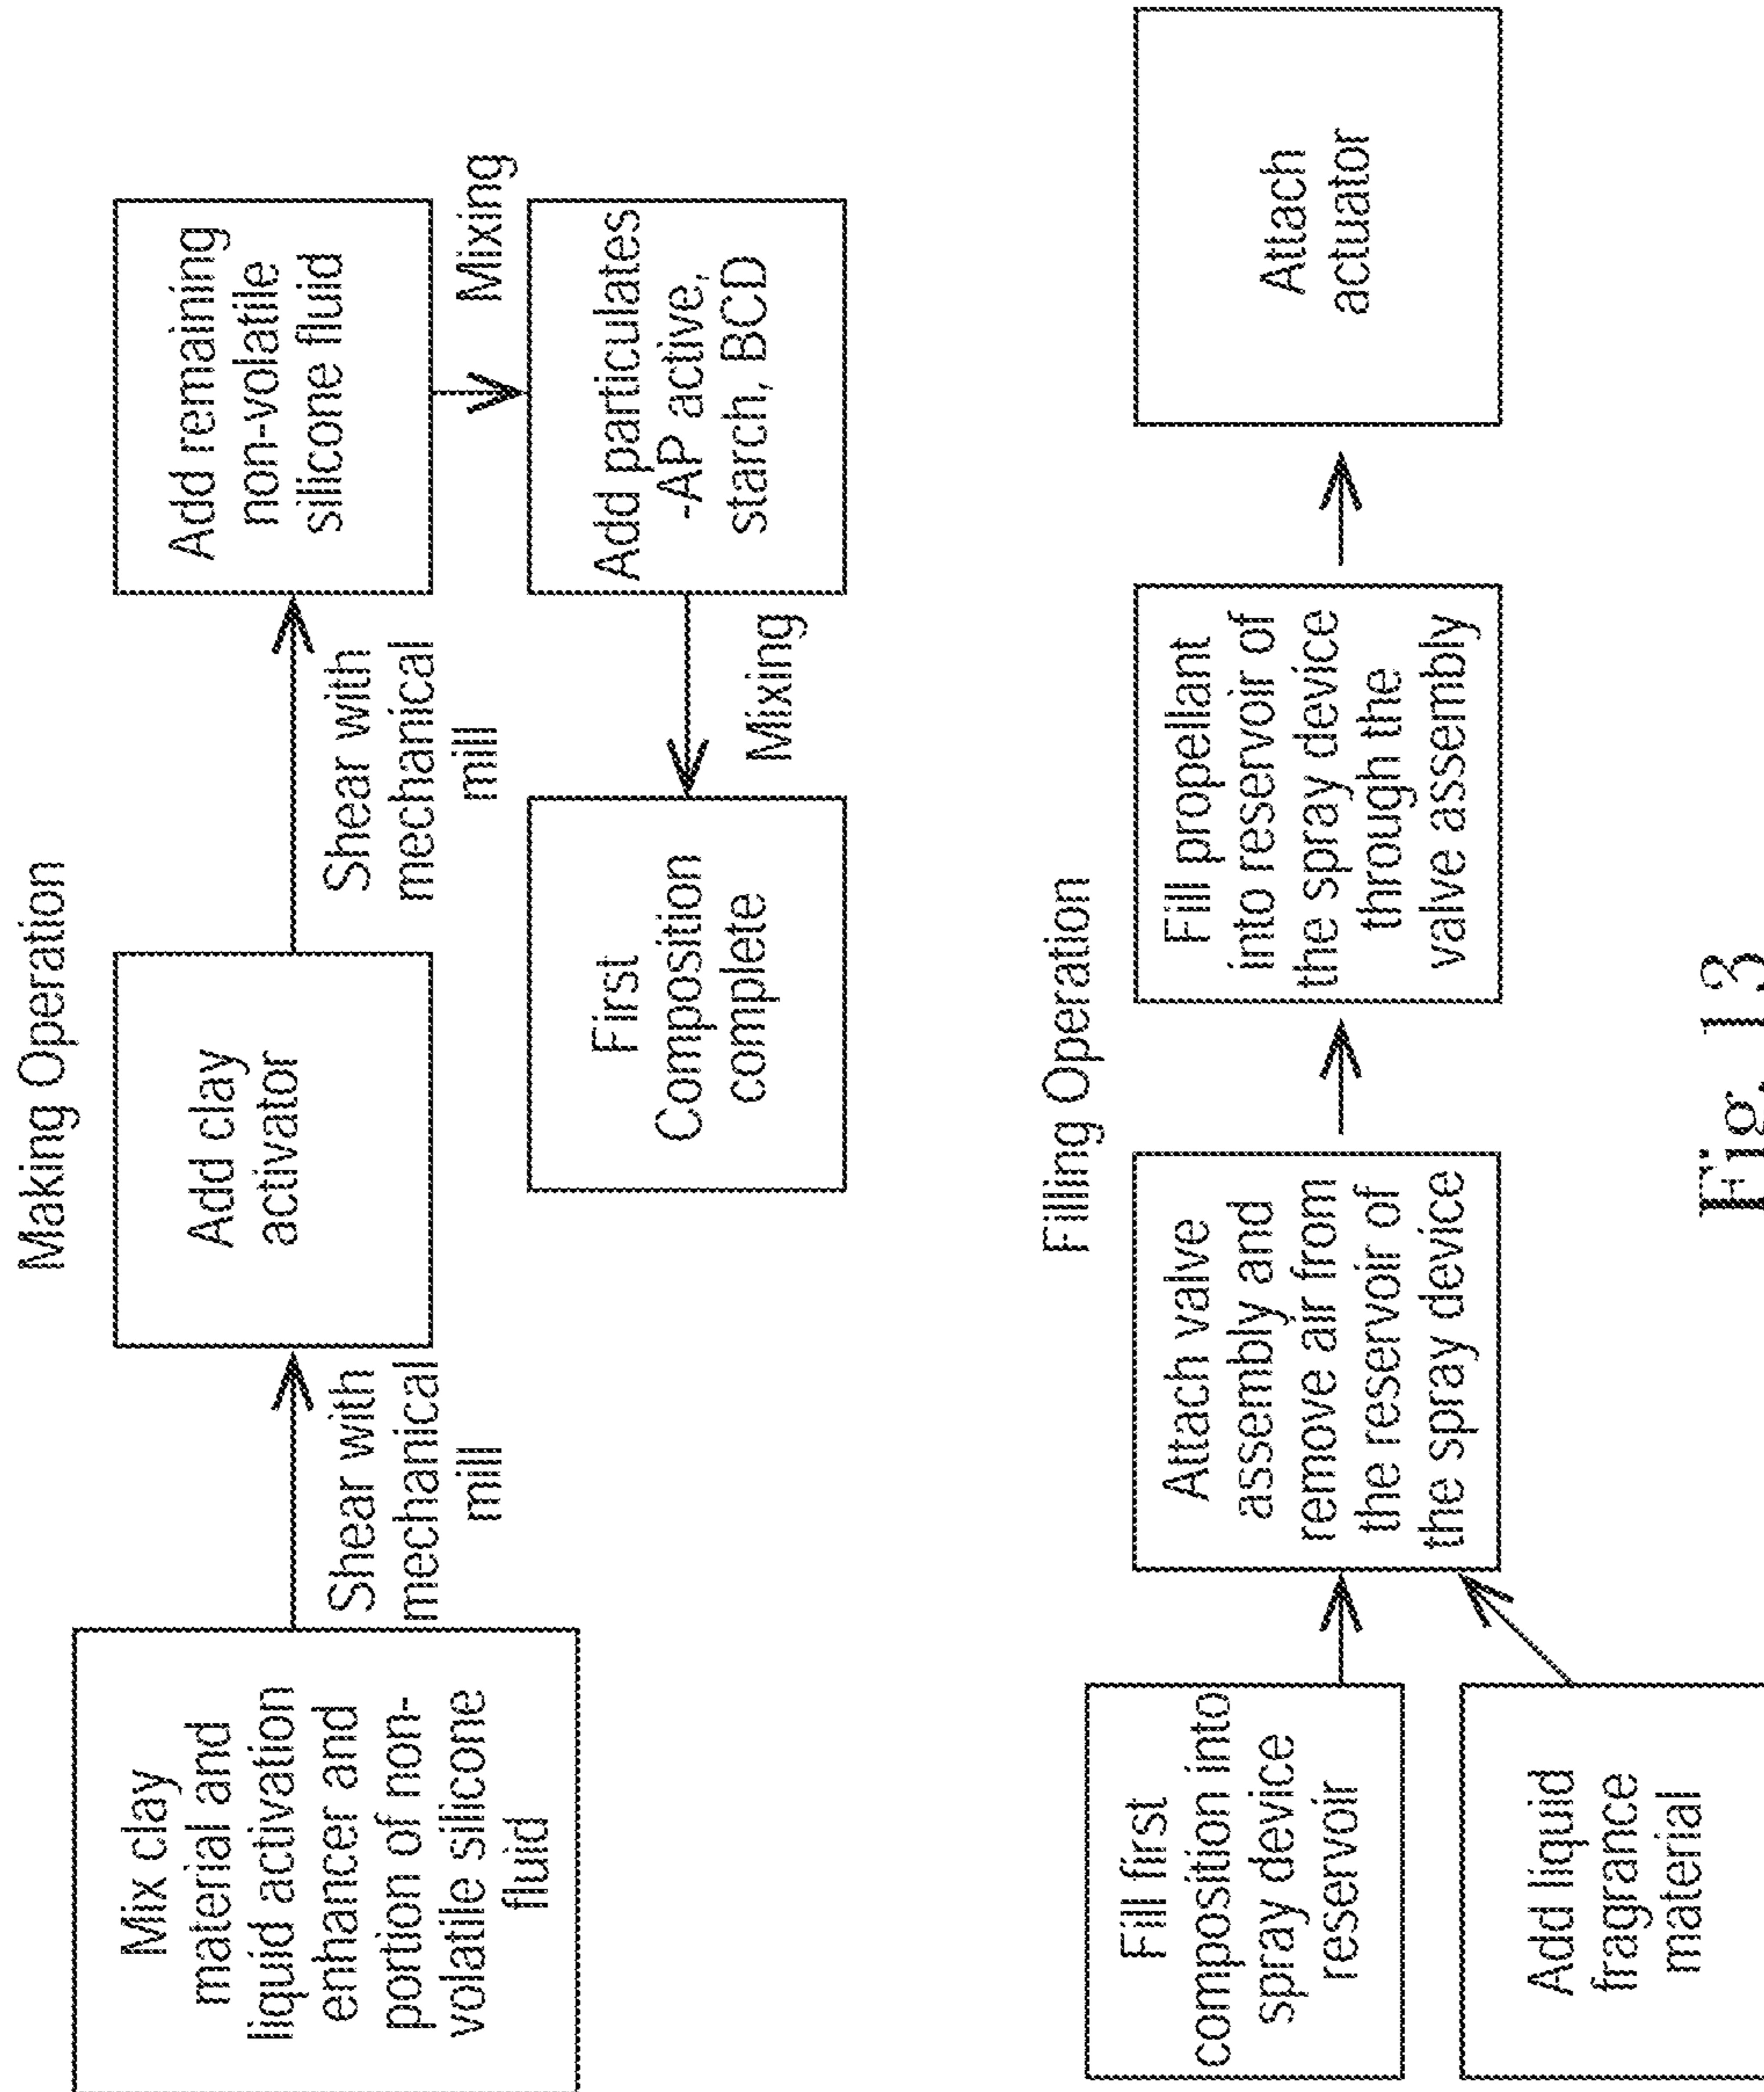 Making Operation
Mix clay
material and
liquid activation
enhancer and
portion of non-
volatile silicone
fluid
Shear with
mechanical
mill
Add clay
activator
Shear with
mechanical
mill
Add remaining
non-volatile
silicone fluid
Mixing
Add particulates
-AP active,
starch, BCD
Mixing
First
Composition
complete
Filling Operation
Fill first
composition into
spray device
reservoir
Add liquid
fragrance
material
Attach valve
assembly and
remove air from
the reservoir of
the spray device
Fill propellant
into reservoir of
the spray device
through the
valve assembly
Attach
actuator
Fig. 13